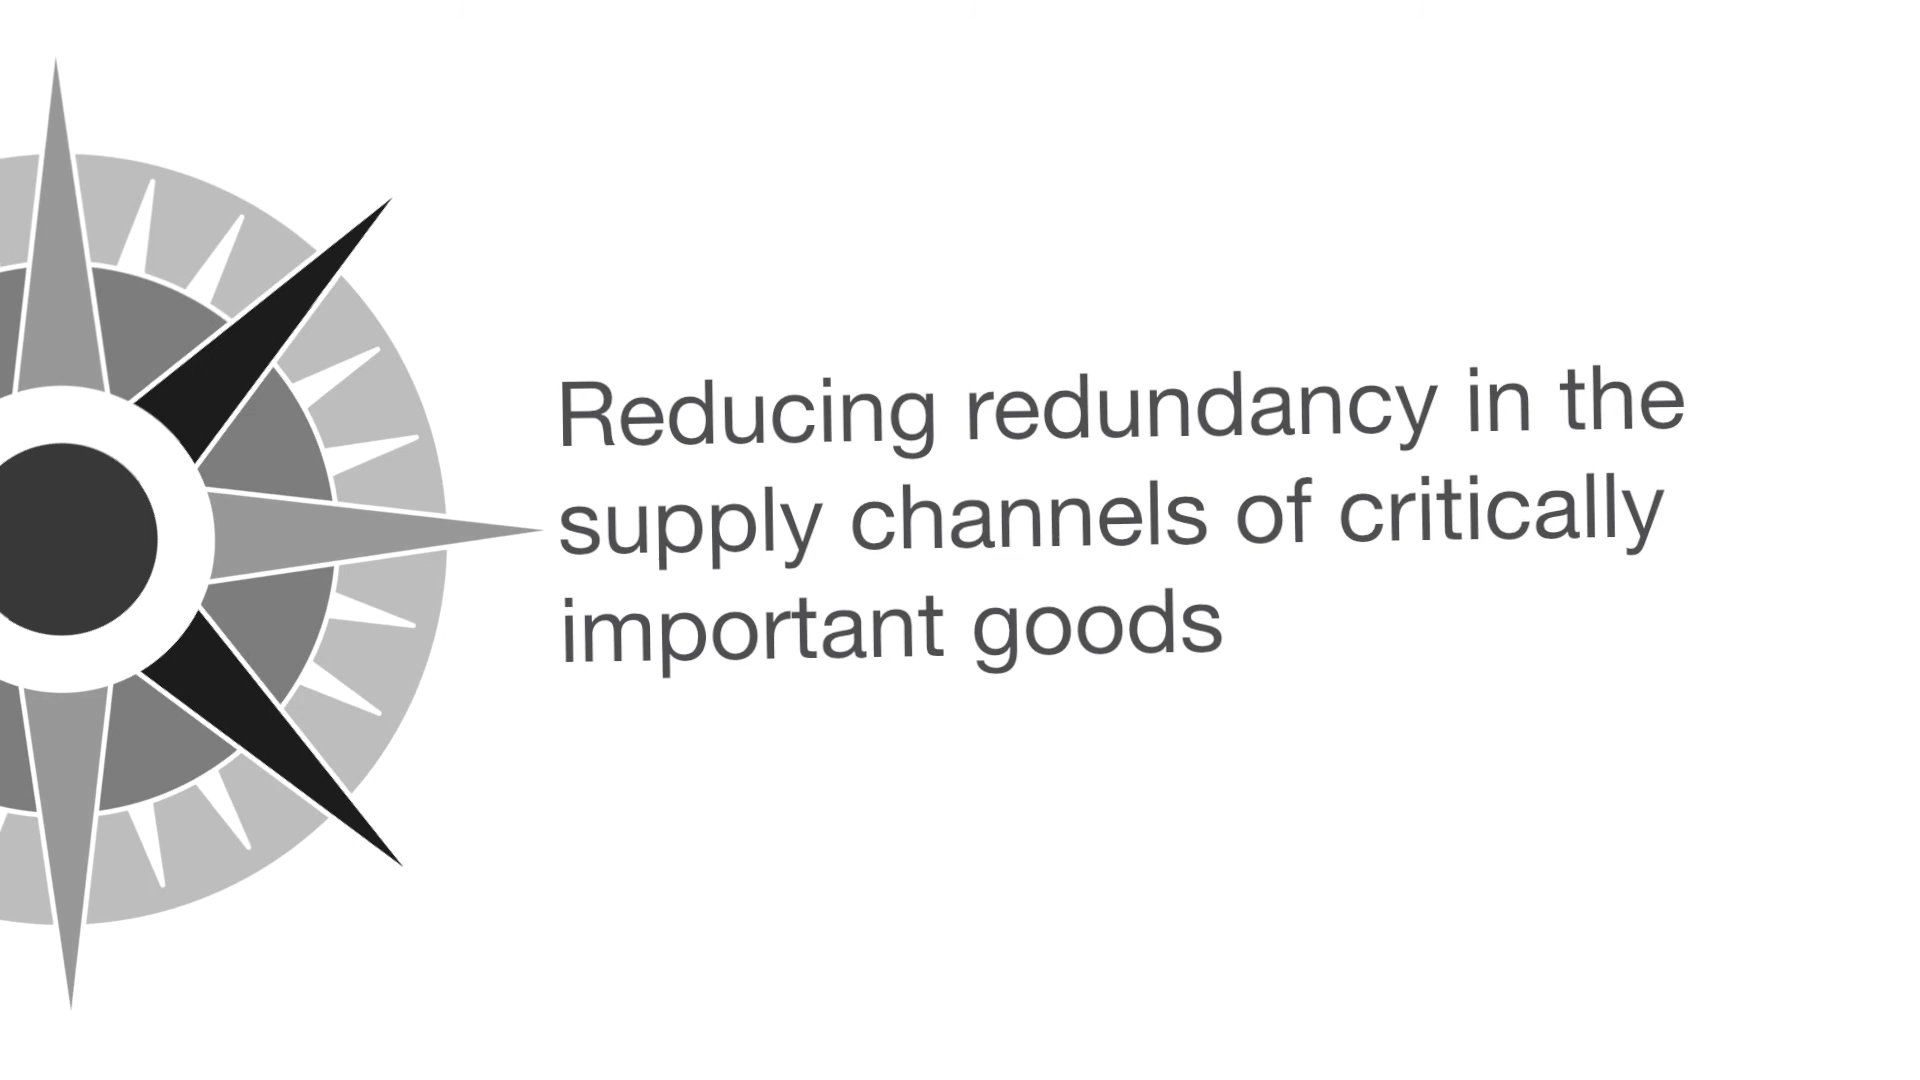 Reducing redundancy in the
supply channels of critically
important goods